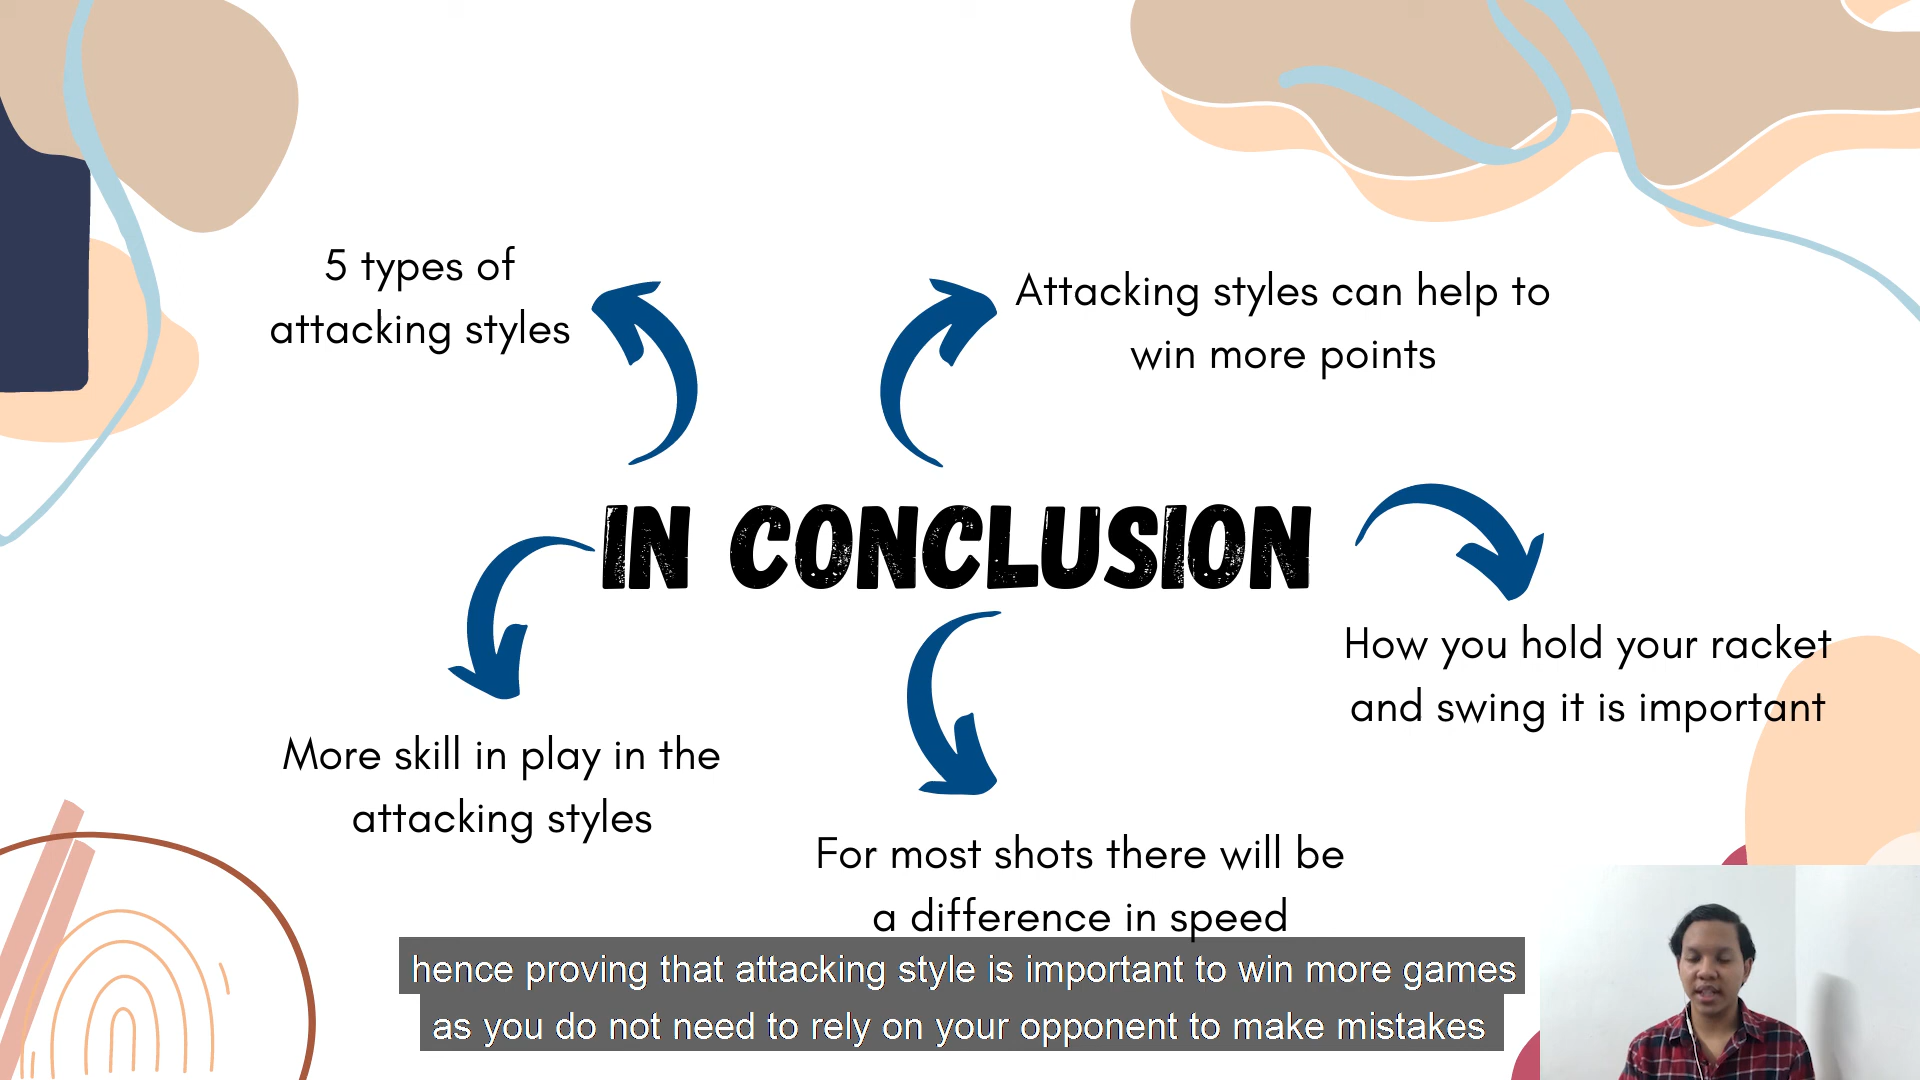 5 types of
attacking styles
Attacking styles can help to
win more points
IN CONCLUSION
How you hold your racket
and swing it is important
More skill in play in the
attacking styles
For most shots there will be
a difference in speed
hence proving that attacking style is important to win more games
as you do not need to rely on your opponent to make mistakes